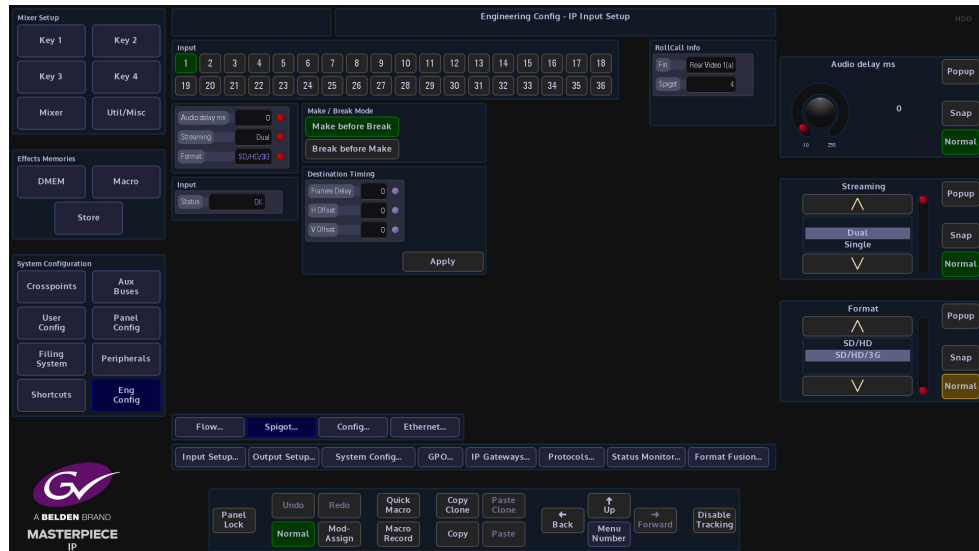 Mixer Setup
Engineering Config - IP Input Setup
HDD
Key 1 Key 2
Key 3 Key 4
Mixer Util/Misc
Input
1 2 3 4 5 6 7 8 9 10 11 12 13 14 15 16 17 18
19 20 21 22 23 24 25 26 27 28 29 30 31 32 33 34 35 36
RollCall Info
Fin Rear Video 1(a)
Spigot 4
Audio delay ms 0
Streaming Dual
Format SD/HD/3G
Make / Break Mode
Make before Break
Break before Make
Input
Status OK
Destination Timing
Frames Delay 0
H Offset 0
V Offset 0
Apply
Audio delay ms
0
-10 255
Popup
Snap
Normal
Streaming
Dual
Single
Popup
Snap
Normal
Format
SD/HD
SD/HD/3G
Popup
Snap
Normal
Effects Memories
DMEM Macro
Store
System Configuration
Crosspoints Aux Buses
User Config Panel Config
Filing System Peripherals
Shortcuts Eng Config
Flow... Spigot... Config... Ethernet...
Input Setup... Output Setup... System Config... GPO... IP Gateways... Protocols... Status Monitor... Format Fusion...
GV
A BELDEN BRAND
MASTERPIECE
IP
Panel Lock
Undo Redo
Normal Mod-Assign
Quick Macro
Macro Record
Copy Clone Paste Clone
Copy Paste
Back
Up
Menu Number
Forward
Disable Tracking